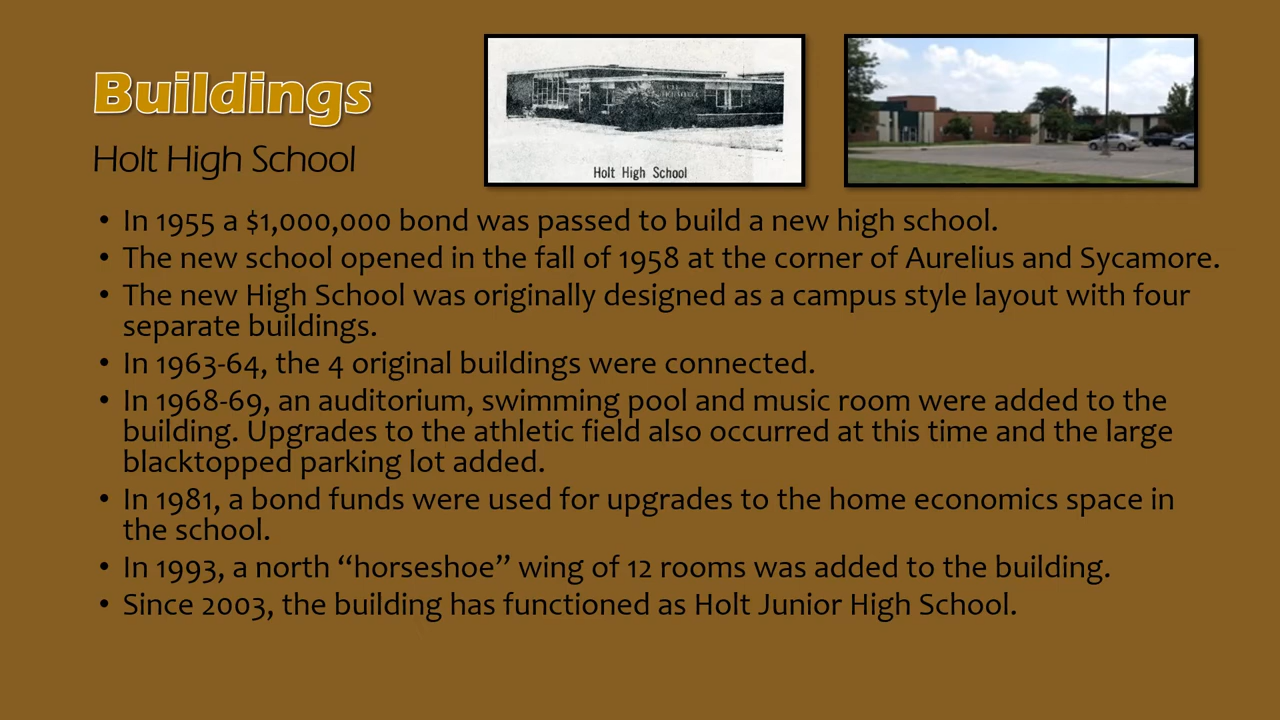 Buildings
Holt High School
Holt High School
• In 1955 a $1,000,000 bond was passed to build a new high school.
• The new school opened in the fall of 1958 at the corner of Aurelius and Sycamore.
• The new High School was originally designed as a campus style layout with four
separate buildings.
• In 1963-64, the 4 original buildings were connected.
• In 1968-69, an auditorium, swimming pool and music room were added to the
building. Upgrades to the athletic field also occurred at this time and the large
blacktopped parking lot added.
• In 1981, a bond funds were used for upgrades to the home economics space in
the school.
• In 1993, a north “horseshoe” wing of 12 rooms was added to the building.
• Since 2003, the building has functioned as Holt Junior High School.